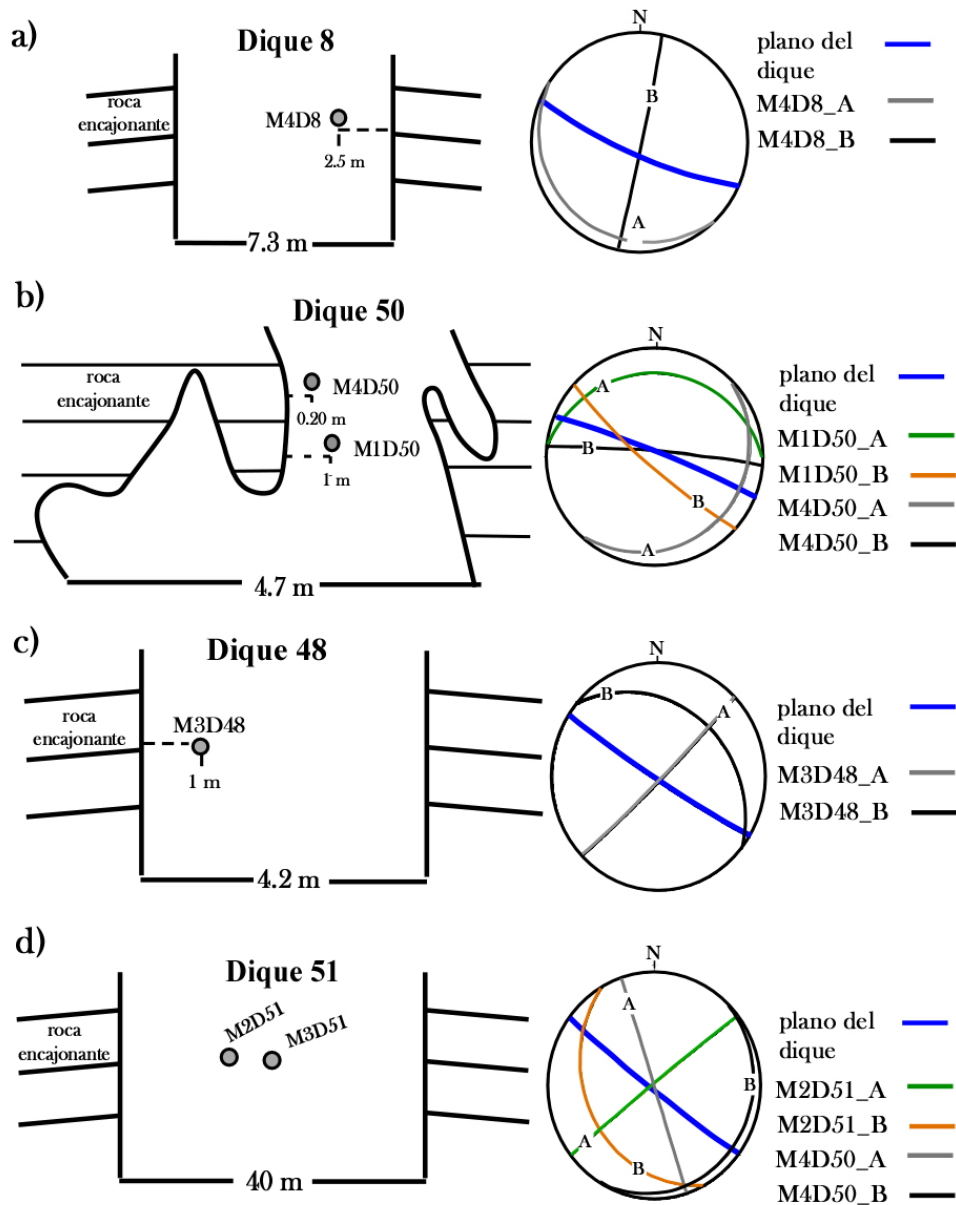 a)
Dique 8
roca
encajonante
M4D8
2.5 m
7.3 m
N
B
A
plano del
dique
M4D8_A
M4D8_B
b)
Dique 50
roca
encajonante
M4D50
0.20 m
M1D50
1 m
4.7 m
N
A
B
B
A
plano del
dique
M1D50_A
M1D50_B
M4D50_A
M4D50_B
c)
Dique 48
roca
encajonante
M3D48
1 m
4.2 m
N
B
A
plano del
dique
M3D48_A
M3D48_B
d)
Dique 51
roca
encajonante
M2D51
M3D51
40 m
N
A
B
A
B
plano del
dique
M2D51_A
M2D51_B
M4D50_A
M4D50_B